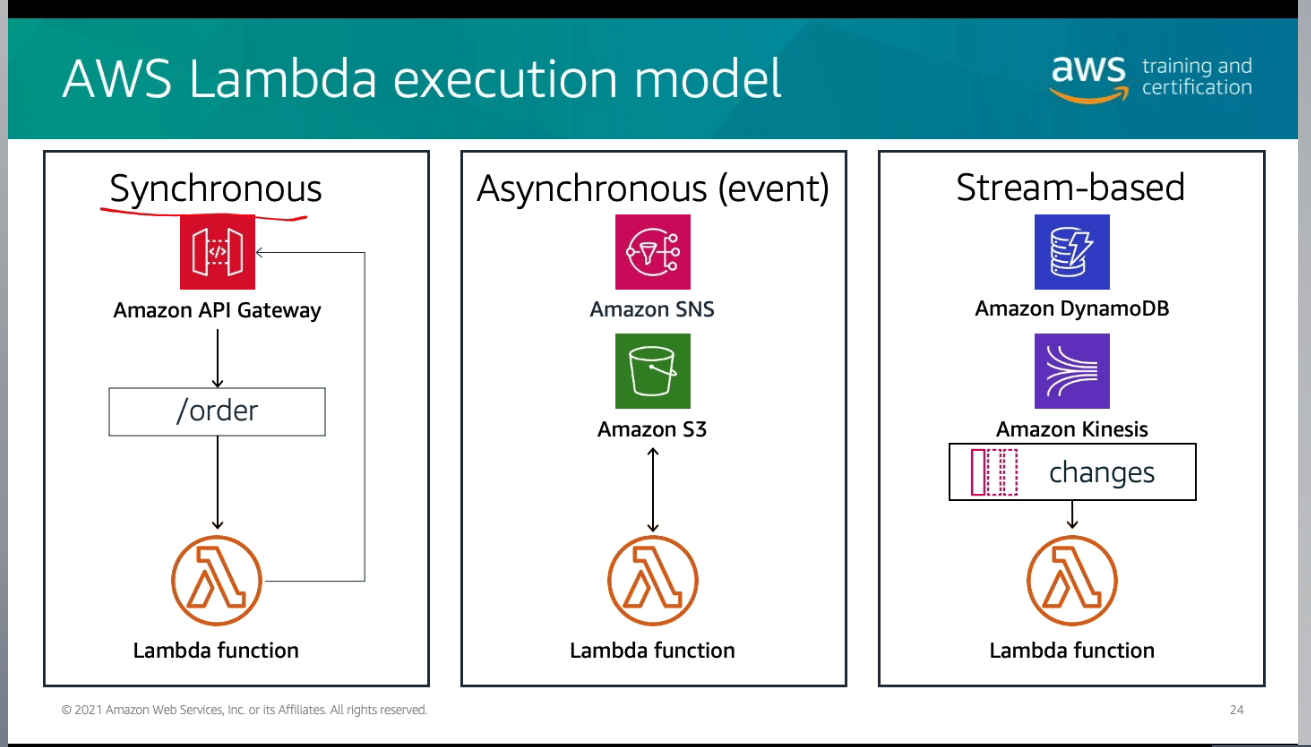 AWS Lambda execution model
aws training and
certification
Synchronous
</>
Amazon API Gateway
/order
Lambda function
Asynchronous (event)
Amazon SNS
Amazon S3
Lambda function
Stream-based
Amazon DynamoDB
Amazon Kinesis
changes
Lambda function
© 2021 Amazon Web Services, Inc. or its Affiliates. All rights reserved.
24